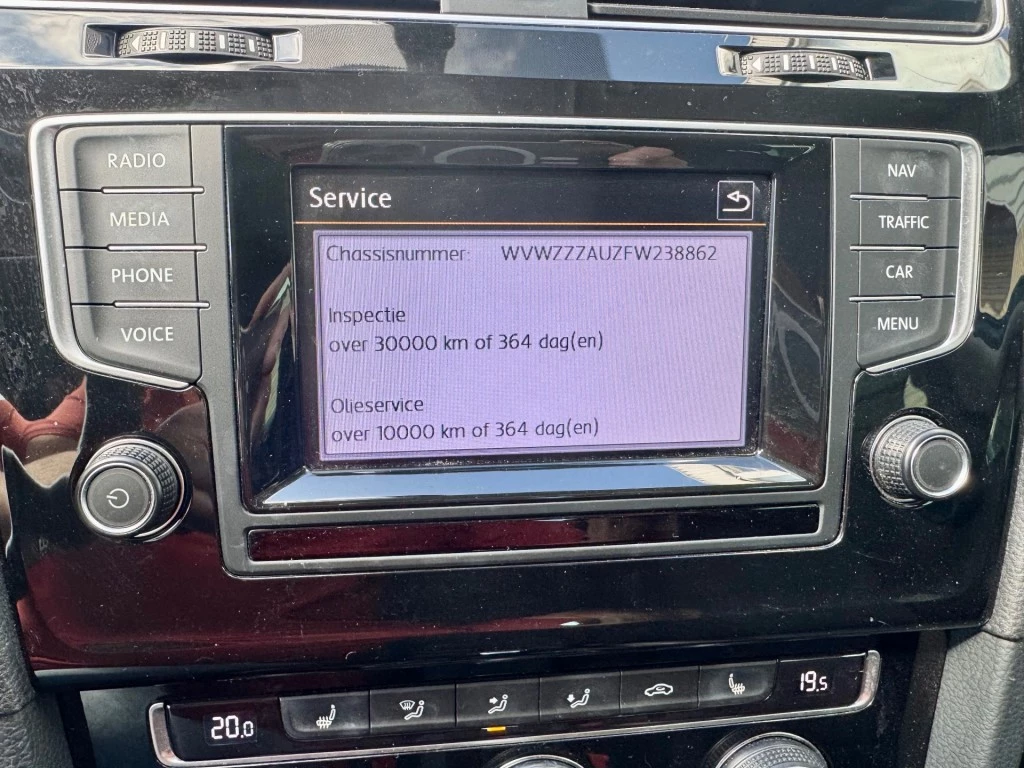 RADIO
MEDIA
PHONE
VOICE
Service
Chassisnummer: WVWZZZAUZFW238862
Inspectie
over 30000 km of 364 dag(en)
Olieservice
over 10000 km of 364 dag(en)
NAV
TRAFFIC
CAR
MENU
20.0
19.5